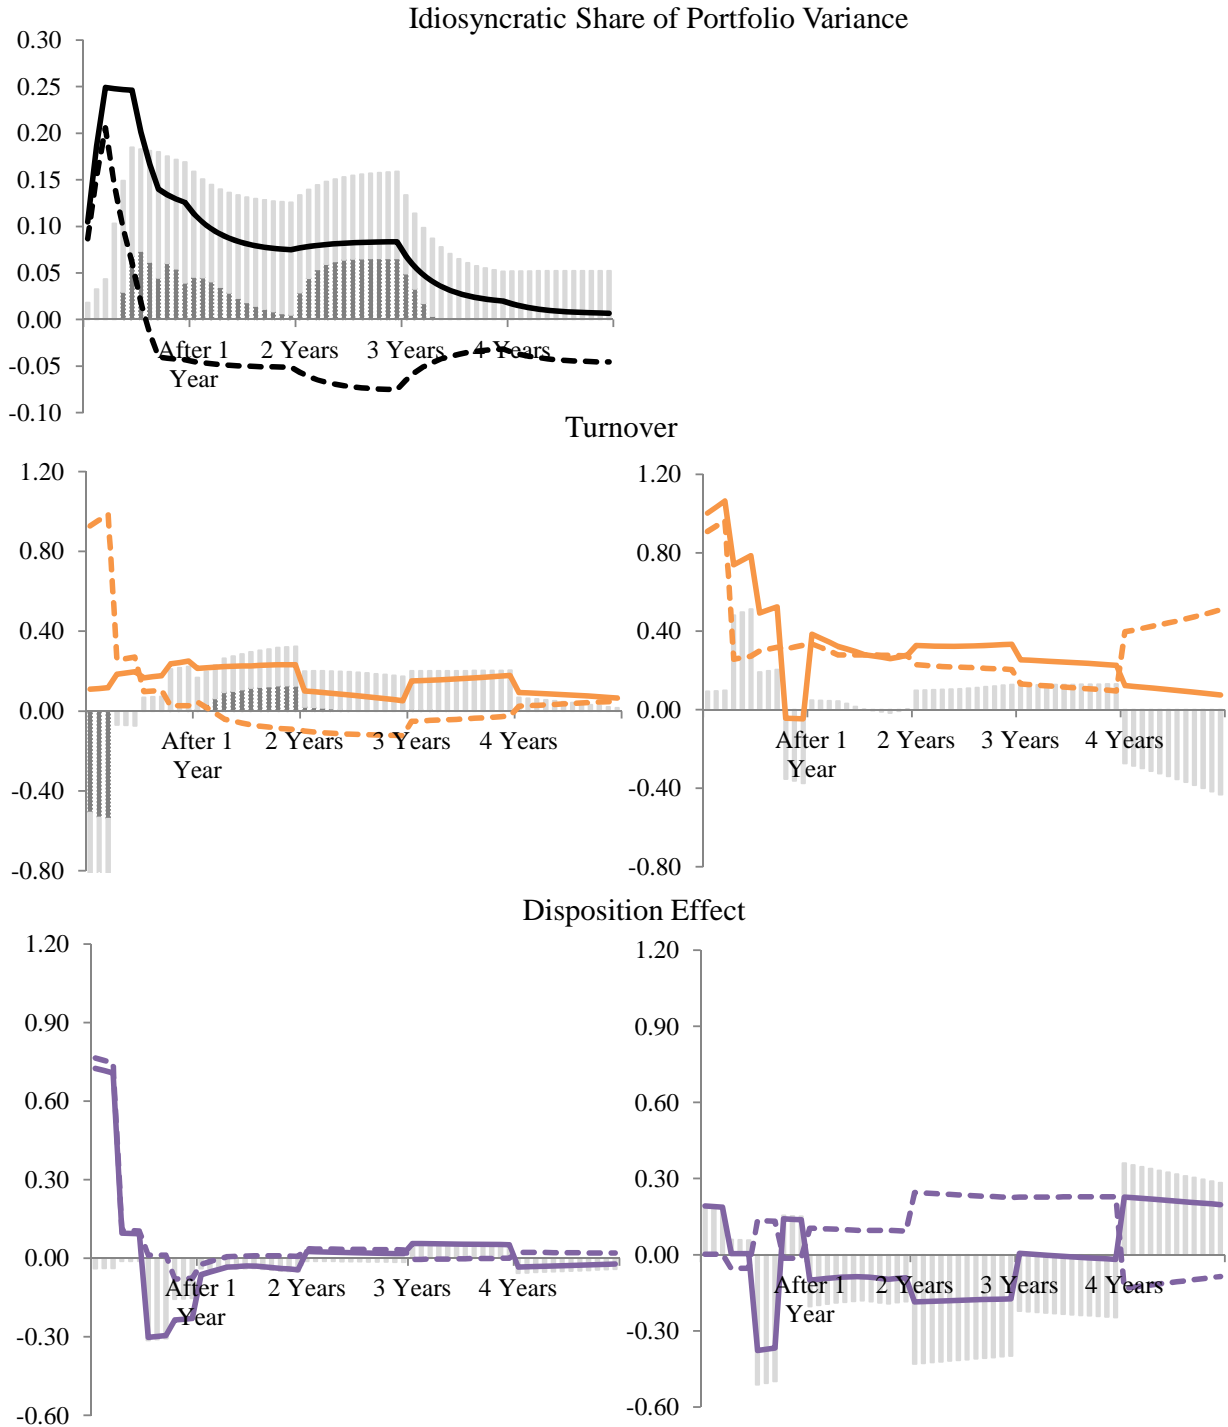 Idiosyncratic Share of Portfolio Variance
0.30
0.25
0.20
0.15
0.10
0.05
0.00
-0.05
-0.10
After 1
Year
2 Years
3 Years
4 Years
Turnover
1.20
0.80
0.40
0.00
-0.40
-0.80
After 1
Year
2 Years
3 Years
4 Years
1.20
0.80
0.40
0.00
-0.40
-0.80
After 1
Year
2 Years
3 Years
4 Years
Disposition Effect
1.20
0.90
0.60
0.30
0.00
-0.30
-0.60
After 1
Year
2 Years
3 Years
4 Years
1.20
0.90
0.60
0.30
0.00
-0.30
-0.60
After 1
Year
2 Years
3 Years
4 Years